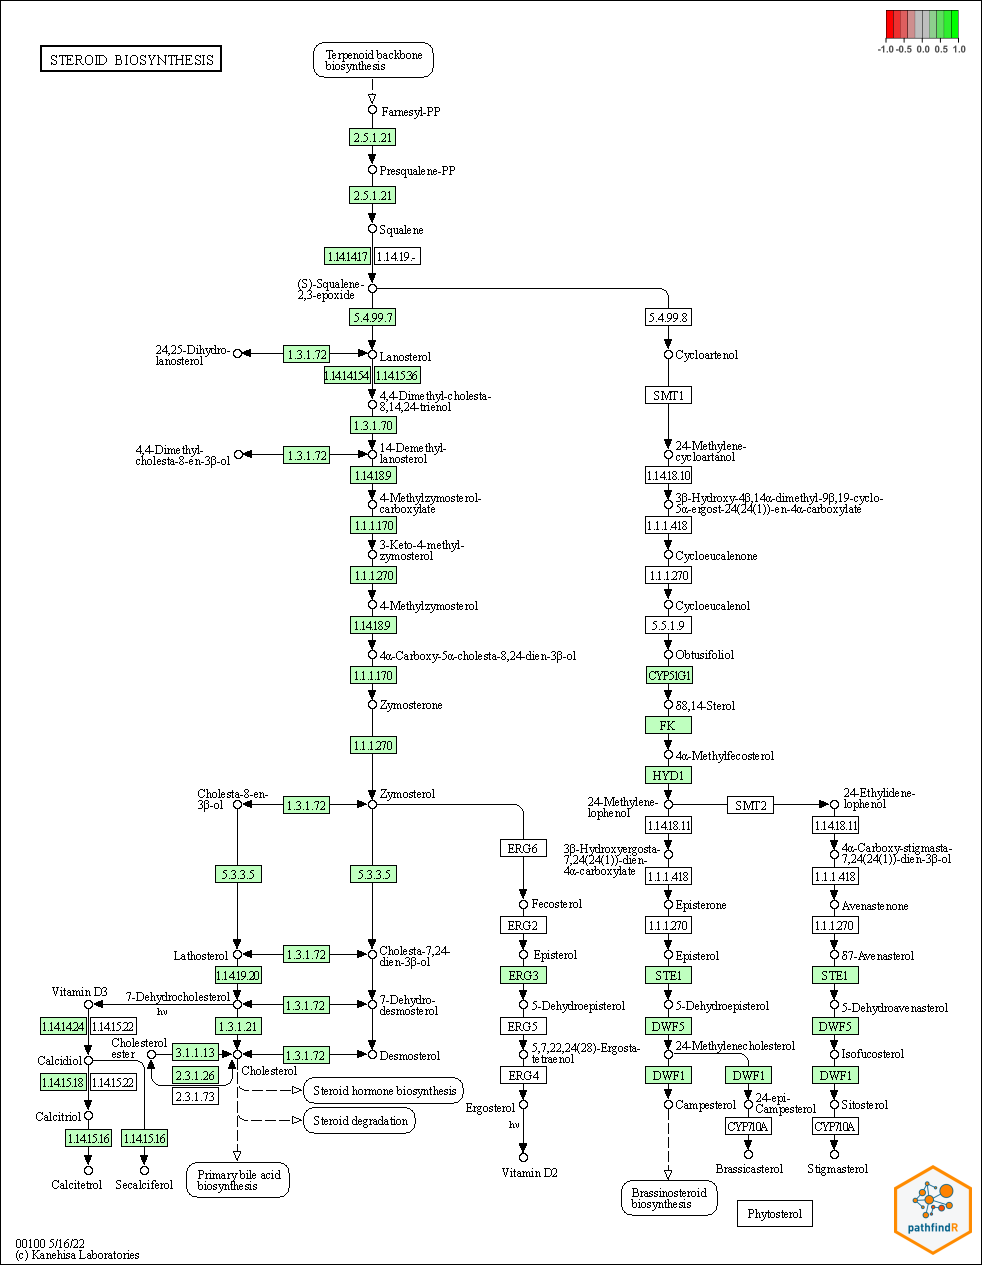 STEROID BIOSYNTHESIS
-1.0 -0.5 0.0 0.5 1.0
Terpenoid backbone
biosynthesis
Farnesyl-PP
2.5.1.21
Presqualene-PP
2.5.1.21
Squalene
1.14.14.17 1.14.19.-
(S)-Squalene-
2,3-epoxide
5.4.99.7 5.4.99.8
24,25-Dihydro-
lanosterol
1.3.1.72
Lanosterol
Cycloartenol
1.14.14.154 1.14.15.36
SMT1
4,4-Dimethyl-cholesta-
8,14,24-trienol
1.3.1.70
4,4-Dimethyl-
cholesta-8-en-3β-ol
1.3.1.72
14-Demethyl-
lanosterol
24-Methylene-
cycloartanol
1.14.18.9 1.14.18.10
4-Methylzymosterol-
carboxylate
3β-Hydroxy-4β,14α-dimethyl-9β,19-cyclo-
5α-ergost-24(24(1))-en-4α-carboxylate
1.1.1.170 1.1.1.418
3-Keto-4-methyl-
zymosterol
Cycloeucalenone
1.1.1.270 1.1.1.270
4-Methylzymosterol
Cycloeucalenol
1.14.18.9 5.5.1.9
4α-Carboxy-5α-cholesta-8,24-dien-3β-ol
Obtusifoliol
1.1.1.170 CYP51G1
Zymosterone
δ8,14-Sterol
FK
1.1.1.270
4α-Methylfecosterol
HYD1
Cholesta-8-en-
3β-ol
1.3.1.72
Zymosterol
24-Methylene-
lophenol
SMT2
24-Ethylidene-
lophenol
1.14.18.11 1.14.18.11
ERG6
3β-Hydroxyergosta-
7,24(24(1))-dien-
4α-carboxylate
4α-Carboxy-stigmasta-
7,24(24(1))-dien-3β-ol
5.3.3.5 5.3.3.5 1.1.1.418 1.1.1.418
Fecosterol
Episterone
Avenastenone
ERG2 1.1.1.270 1.1.1.270
Lathosterol
1.3.1.72
Cholesta-7,24-
dien-3β-ol
Episterol
Episterol
δ7-Avenasterol
1.14.19.20 ERG3 STE1 STE1
Vitamin D3
7-Dehydrocholesterol
hν
1.3.1.72
7-Dehydro-
desmosterol
5-Dehydroepisterol
5-Dehydroepisterol
5-Dehydroavenasterol
1.14.14.24 1.14.15.22 1.3.1.21 ERG5 DWF5 DWF5
Calcidiol
Cholesterol
ester
3.1.1.13
1.3.1.72
Desmosterol
5,7,22,24(28)-Ergosta-
tetraenol
24-Methylenecholesterol
Isofucosterol
Cholesterol
1.14.15.18 1.14.15.22 2.3.1.26 ERG4 DWF1 DWF1 DWF1
2.3.1.73
Steroid hormone biosynthesis
Calcitriol
Ergosterol
Campesterol
24-epi-
Campesterol
Sitosterol
Steroid degradation
hν
CYP710A CYP710A
1.14.15.16 1.14.15.16
Calcitetrol
Secalciferol
Primary bile acid
biosynthesis
Vitamin D2
Brassicasterol
Stigmasterol
Brassinosteroid
biosynthesis
Phytosterol
pathfindR
00100 5/16/22
(c) Kanehisa Laboratories